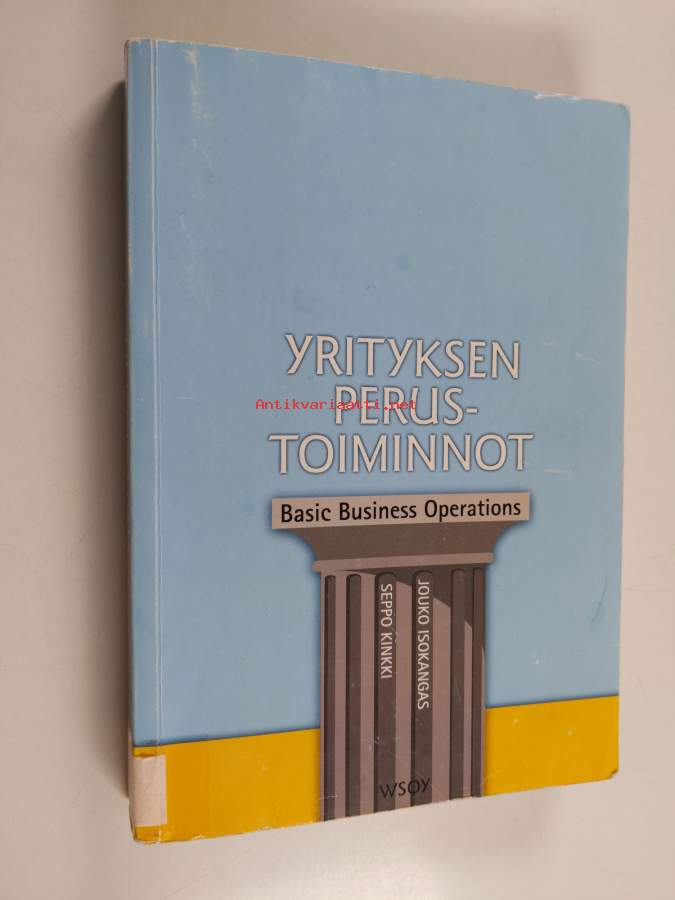 YRITYKSEN
PERUS-
Antikvariaatti.net
TOIMINNOT
Basic Business Operations
JOUKO ISOKANGAS
SEPPO KINKKI
WSOY